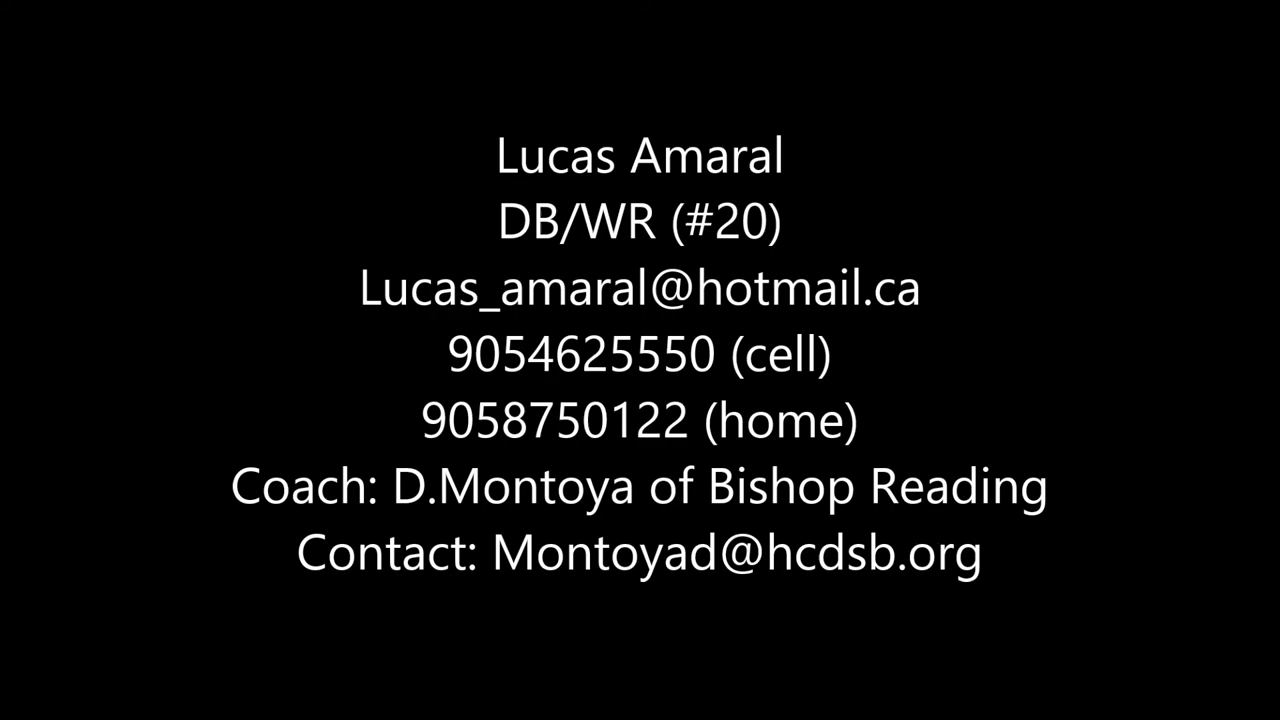 Lucas Amaral
DB/WR (#20)
Lucas_amaral@hotmail.ca
9054625550 (cell)
9058750122 (home)
Coach: D.Montoya of Bishop Reading
Contact: Montoyad@hcdsb.org